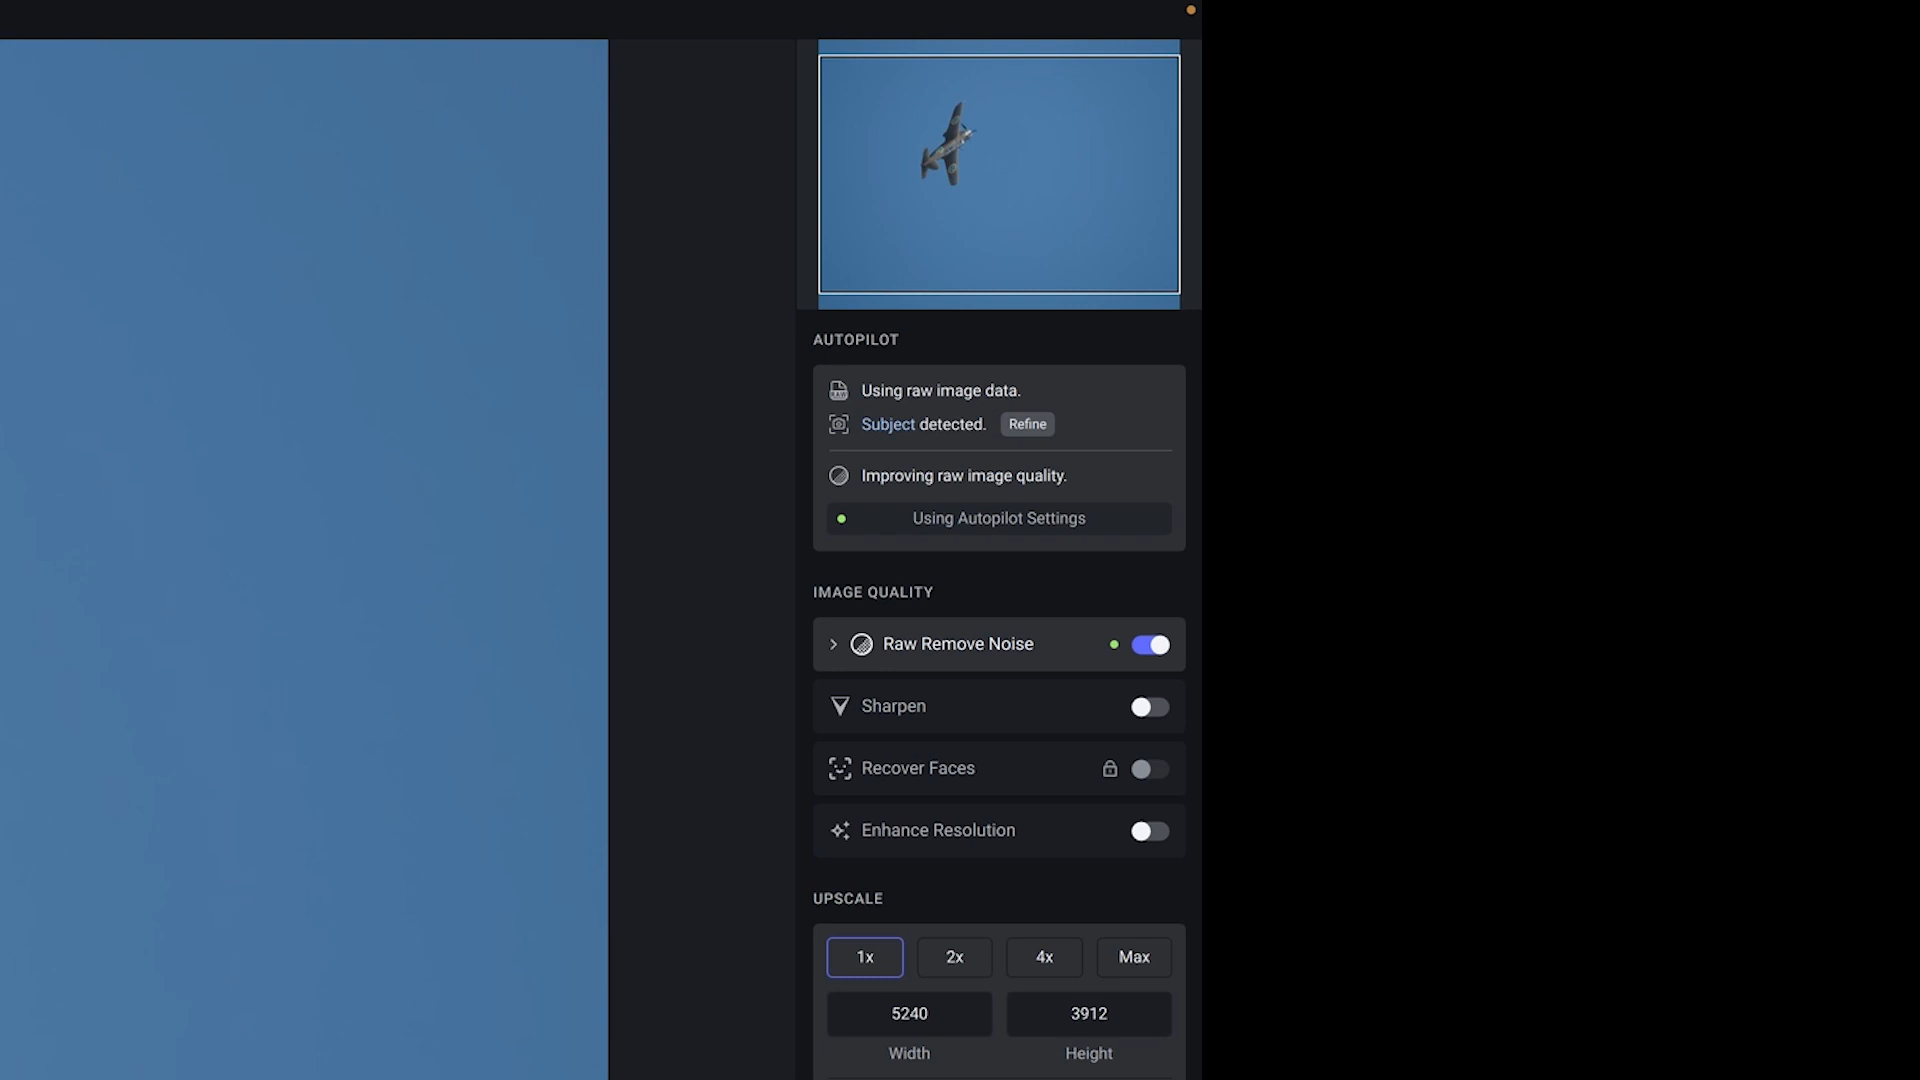 AUTOPILOT
Using raw image data.
Subject detected. Refine
Improving raw image quality.
Using Autopilot Settings
IMAGE QUALITY
Raw Remove Noise
Sharpen
Recover Faces
Enhance Resolution
UPSCALE
1x 2x 4x Max
5240 3912
Width Height